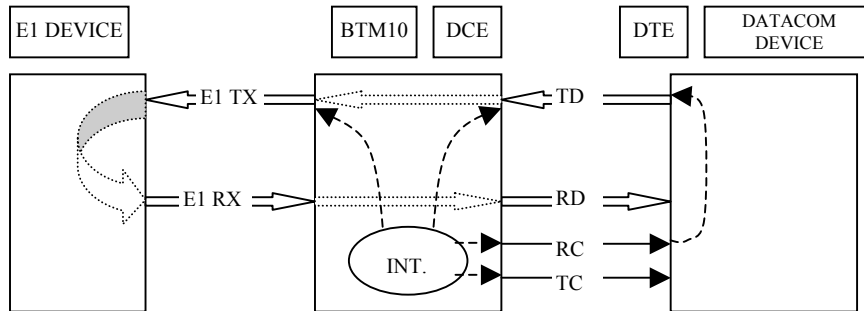 E1 DEVICE BTM10 DCE DTE DATACOM
DEVICE
E1 TX TD
E1 RX RD
RC
INT.
TC